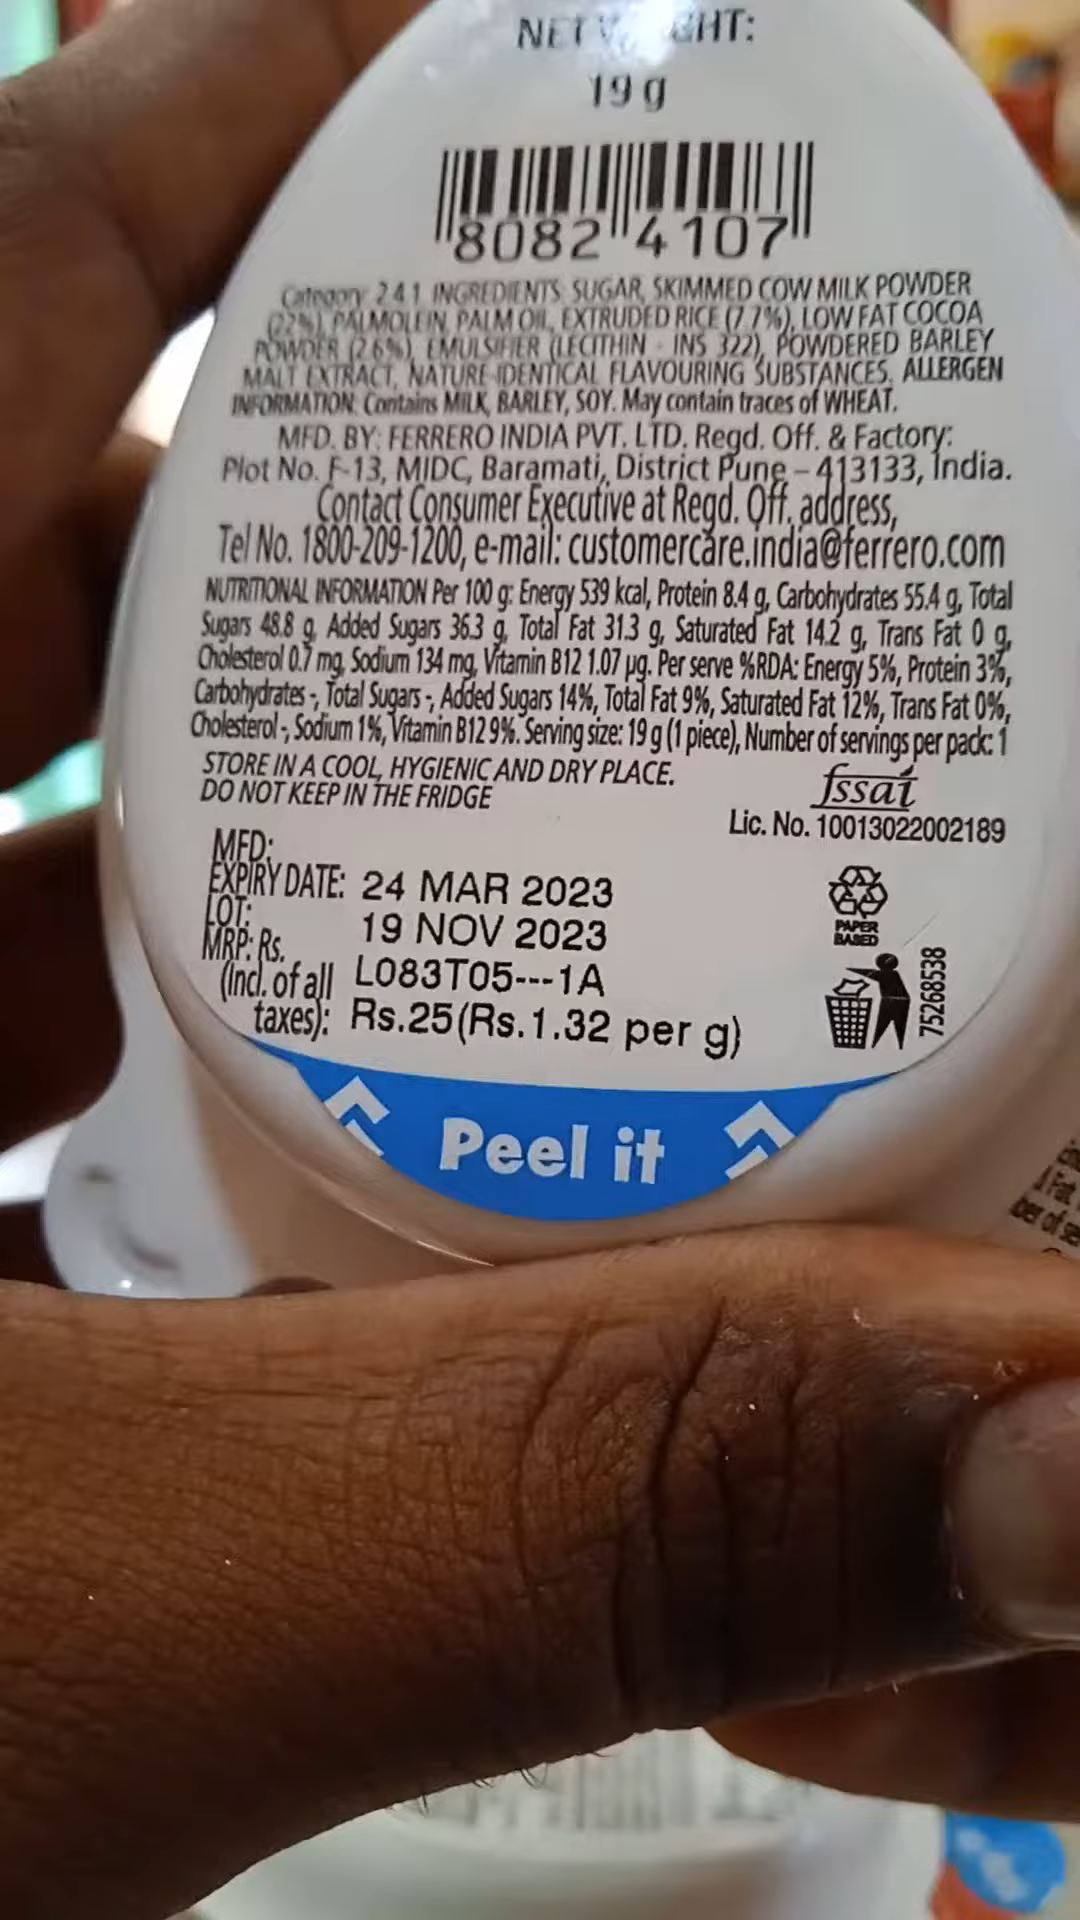 NET
19 g
8082 4107
Category 2.4.1 INGREDIENTS: SUGAR, SKIMMED COW MILK POWDER
(22%), PALMOLEIN, PALM OIL, EXTRUDED RICE (7.7%), LOW FAT COCOA
POWDER (2.6%), EMULSIFIER (LECITHIN - INS 322), POWDERED BARLEY
MALT EXTRACT, NATURE-IDENTICAL FLAVOURING SUBSTANCES. ALLERGEN
INFORMATION: Contains MILK, BARLEY, SOY. May contain traces of WHEAT.
MFD. BY: FERRERO INDIA PVT. LTD. Regd. Off. & Factory:
Plot No. F-13, MIDC, Baramati, District Pune – 413133, India.
Contact Consumer Executive at Regd. Off. address,
Tel No. 1800-209-1200, e-mail: customercare.india@ferrero.com
NUTRITIONAL INFORMATION Per 100 g: Energy 539 kcal, Protein 8.4 g, Carbohydrates 55.4 g, Total
Sugars 48.8 g, Added Sugars 36.3 g, Total Fat 31.3 g, Saturated Fat 14.2 g, Trans Fat 0 g,
Cholesterol 0.7 mg, Sodium 134 mg, Vitamin B12 1.07 µg. Per serve %RDA: Energy 5%, Protein 3%,
Carbohydrates -, Total Sugars -, Added Sugars 14%, Total Fat 9%, Saturated Fat 12%, Trans Fat 0%,
Cholesterol -, Sodium 1%, Vitamin B12 9%. Serving size: 19 g (1 piece), Number of servings per pack: 1
STORE IN A COOL, HYGIENIC AND DRY PLACE.
DO NOT KEEP IN THE FRIDGE
fssai
Lic. No. 10013022002189
MFD:
EXPIRY DATE: 24 MAR 2023
LOT: 19 NOV 2023
MRP: Rs.
(Incl. of all L083T05---1A
taxes): Rs.25(Rs.1.32 per g)
PAPER
BASED
75268538
Peel it